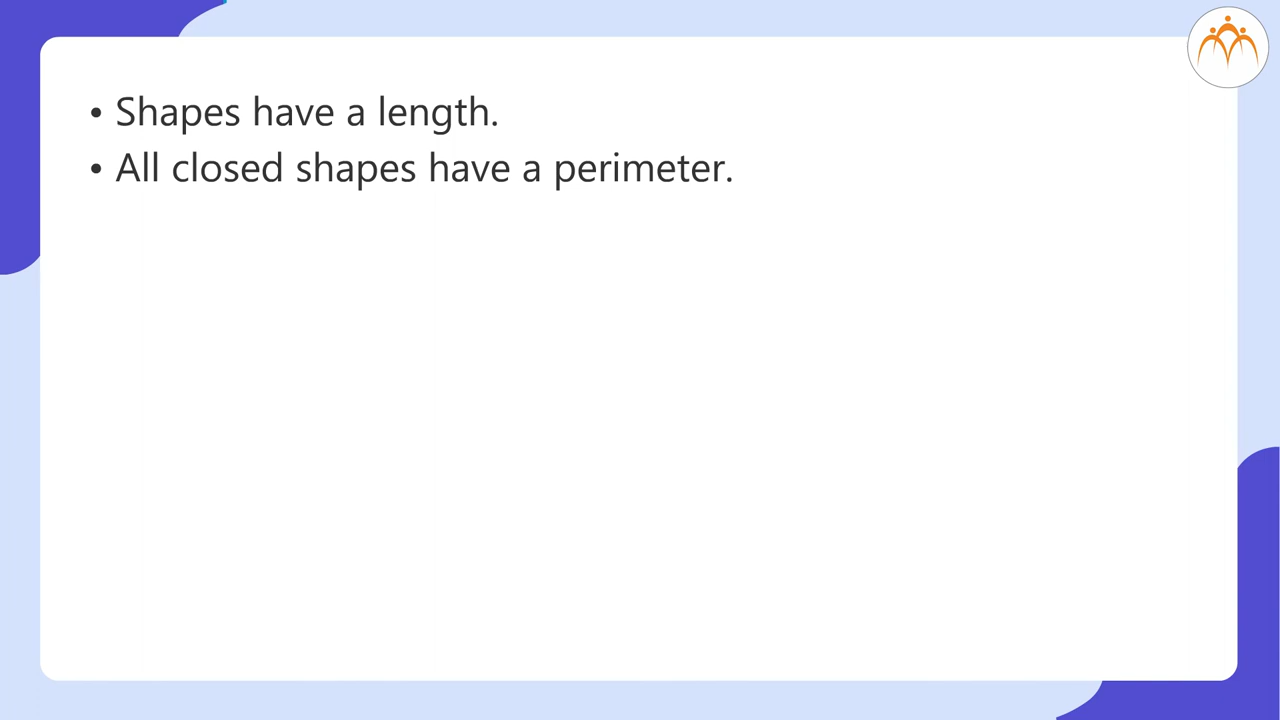 • Shapes have a length.
• All closed shapes have a perimeter.